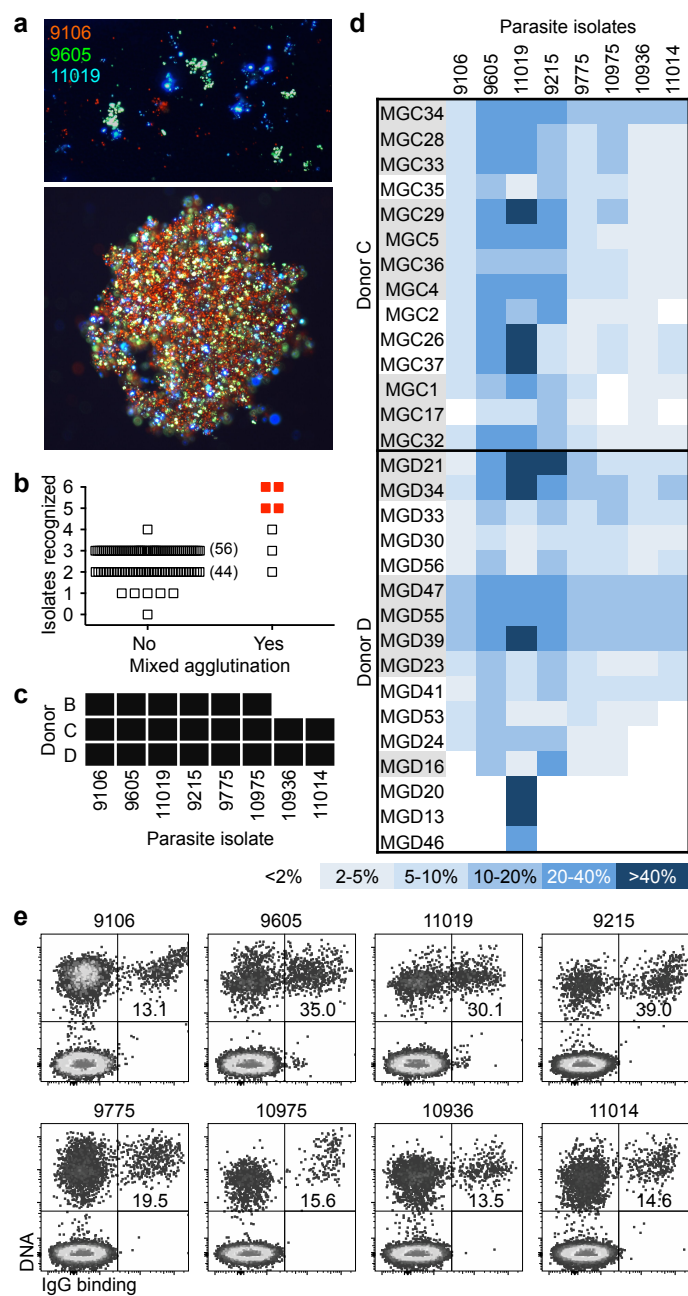 a
9106
9605
11019
b
Isolates recognized
6
5
4
3
2
1
0
(56)
(44)
No
Yes
Mixed agglutination
c
Donor
B
C
D
9106
9605
11019
9215
9775
10975
10936
11014
Parasite isolate
d
Parasite isolates
9106
9605
11019
9215
9775
10975
10936
11014
Donor C
MGC34
MGC28
MGC33
MGC35
MGC29
MGC5
MGC36
MGC4
MGC2
MGC26
MGC37
MGC1
MGC17
MGC32
Donor D
MGD21
MGD34
MGD33
MGD30
MGD56
MGD47
MGD55
MGD39
MGD23
MGD41
MGD53
MGD24
MGD16
MGD20
MGD13
MGD46
<2% 2-5% 5-10% 10-20% 20-40% >40%
e
9106 9605 11019 9215
13.1 35.0 30.1 39.0
9775 10975 10936 11014
19.5 15.6 13.5 14.6
DNA
IgG binding